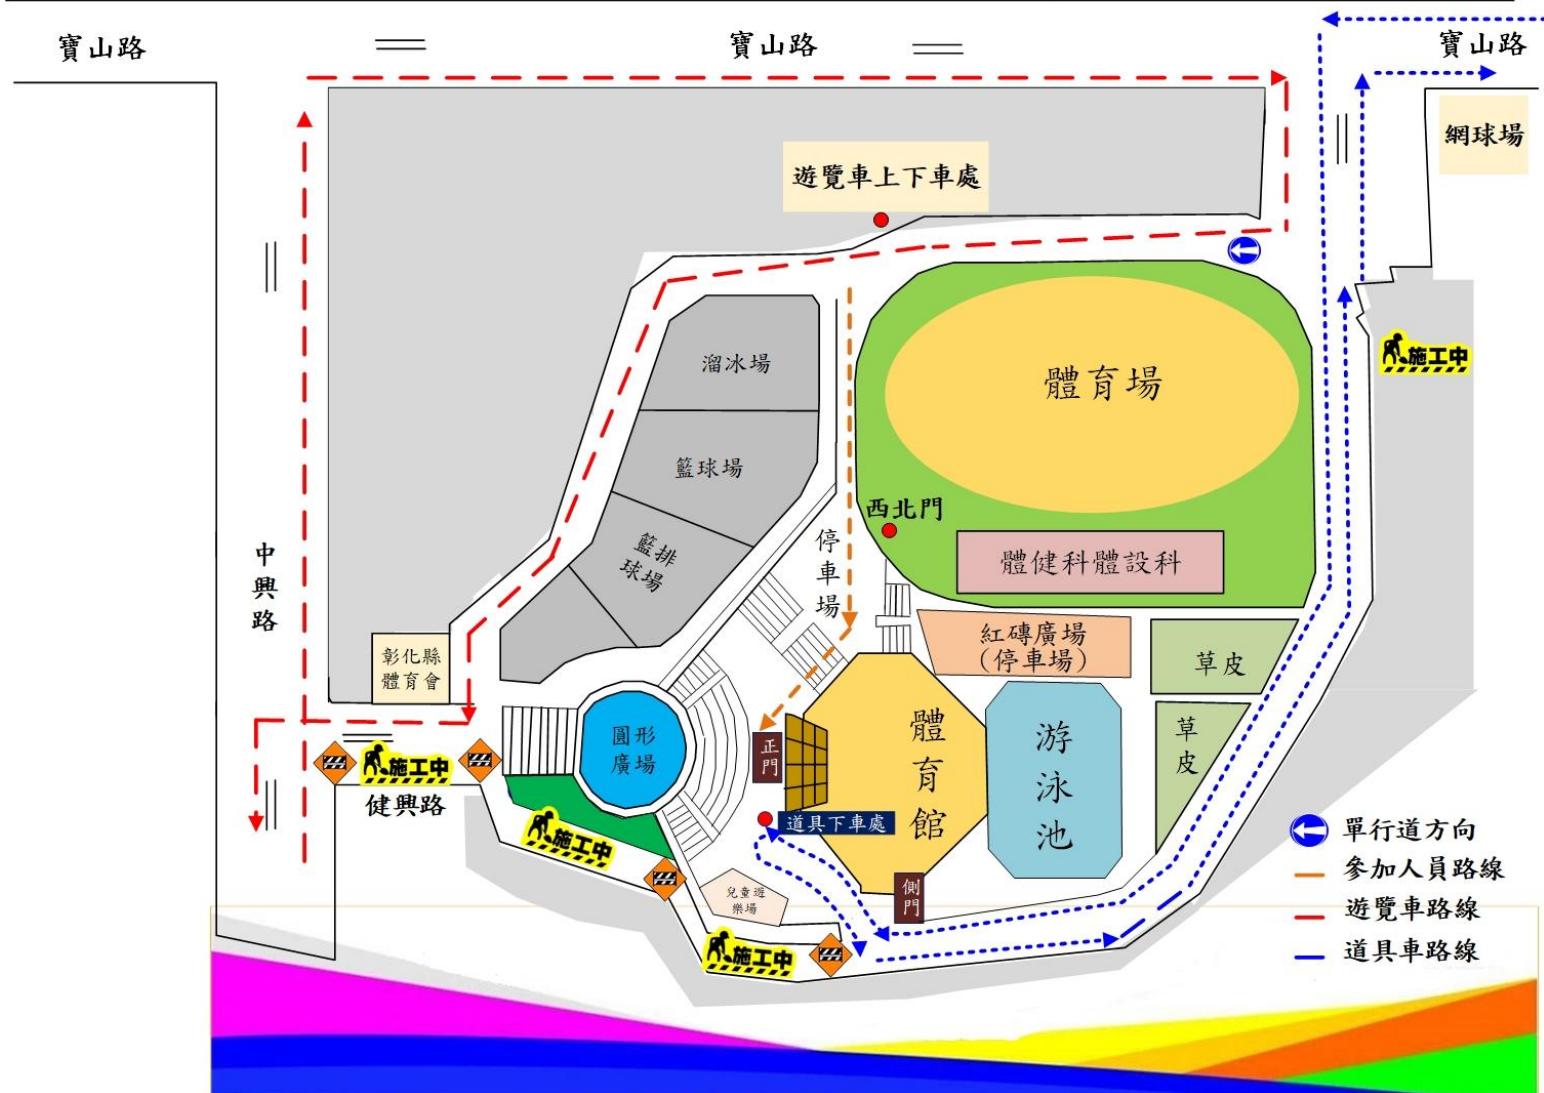 寶山路
寶山路
寶山路
網球場
遊覽車上下車處
溜冰場
體育場
施工中
籃球場
西北門
籃排
球場
停車場
體健科體設科
中興路
紅磚廣場
(停車場)
彰化縣
體育會
草皮
圓形
廣場
正門
體育館
游泳池
草皮
施工中
健興路
道具下車處
施工中
單行道方向
參加人員路線
兒童遊
樂場
側門
遊覽車路線
施工中
道具車路線